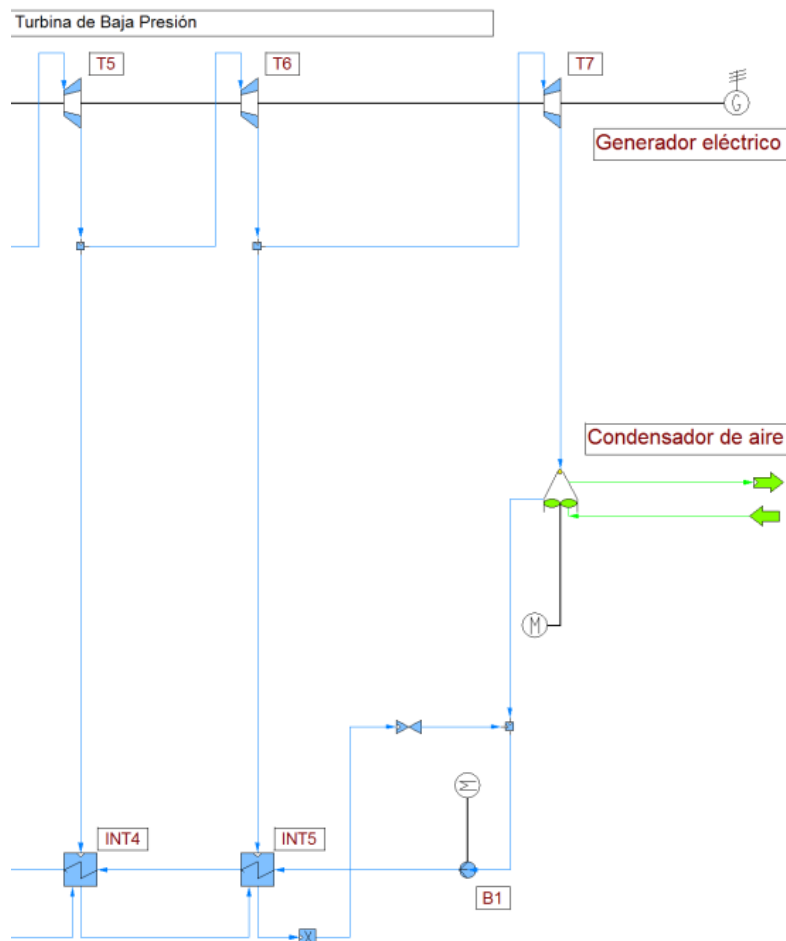 Turbina de Baja Presión
T5
T6
T7
G
Generador eléctrico
Condensador de aire
M
M
INT4
INT5
B1
X